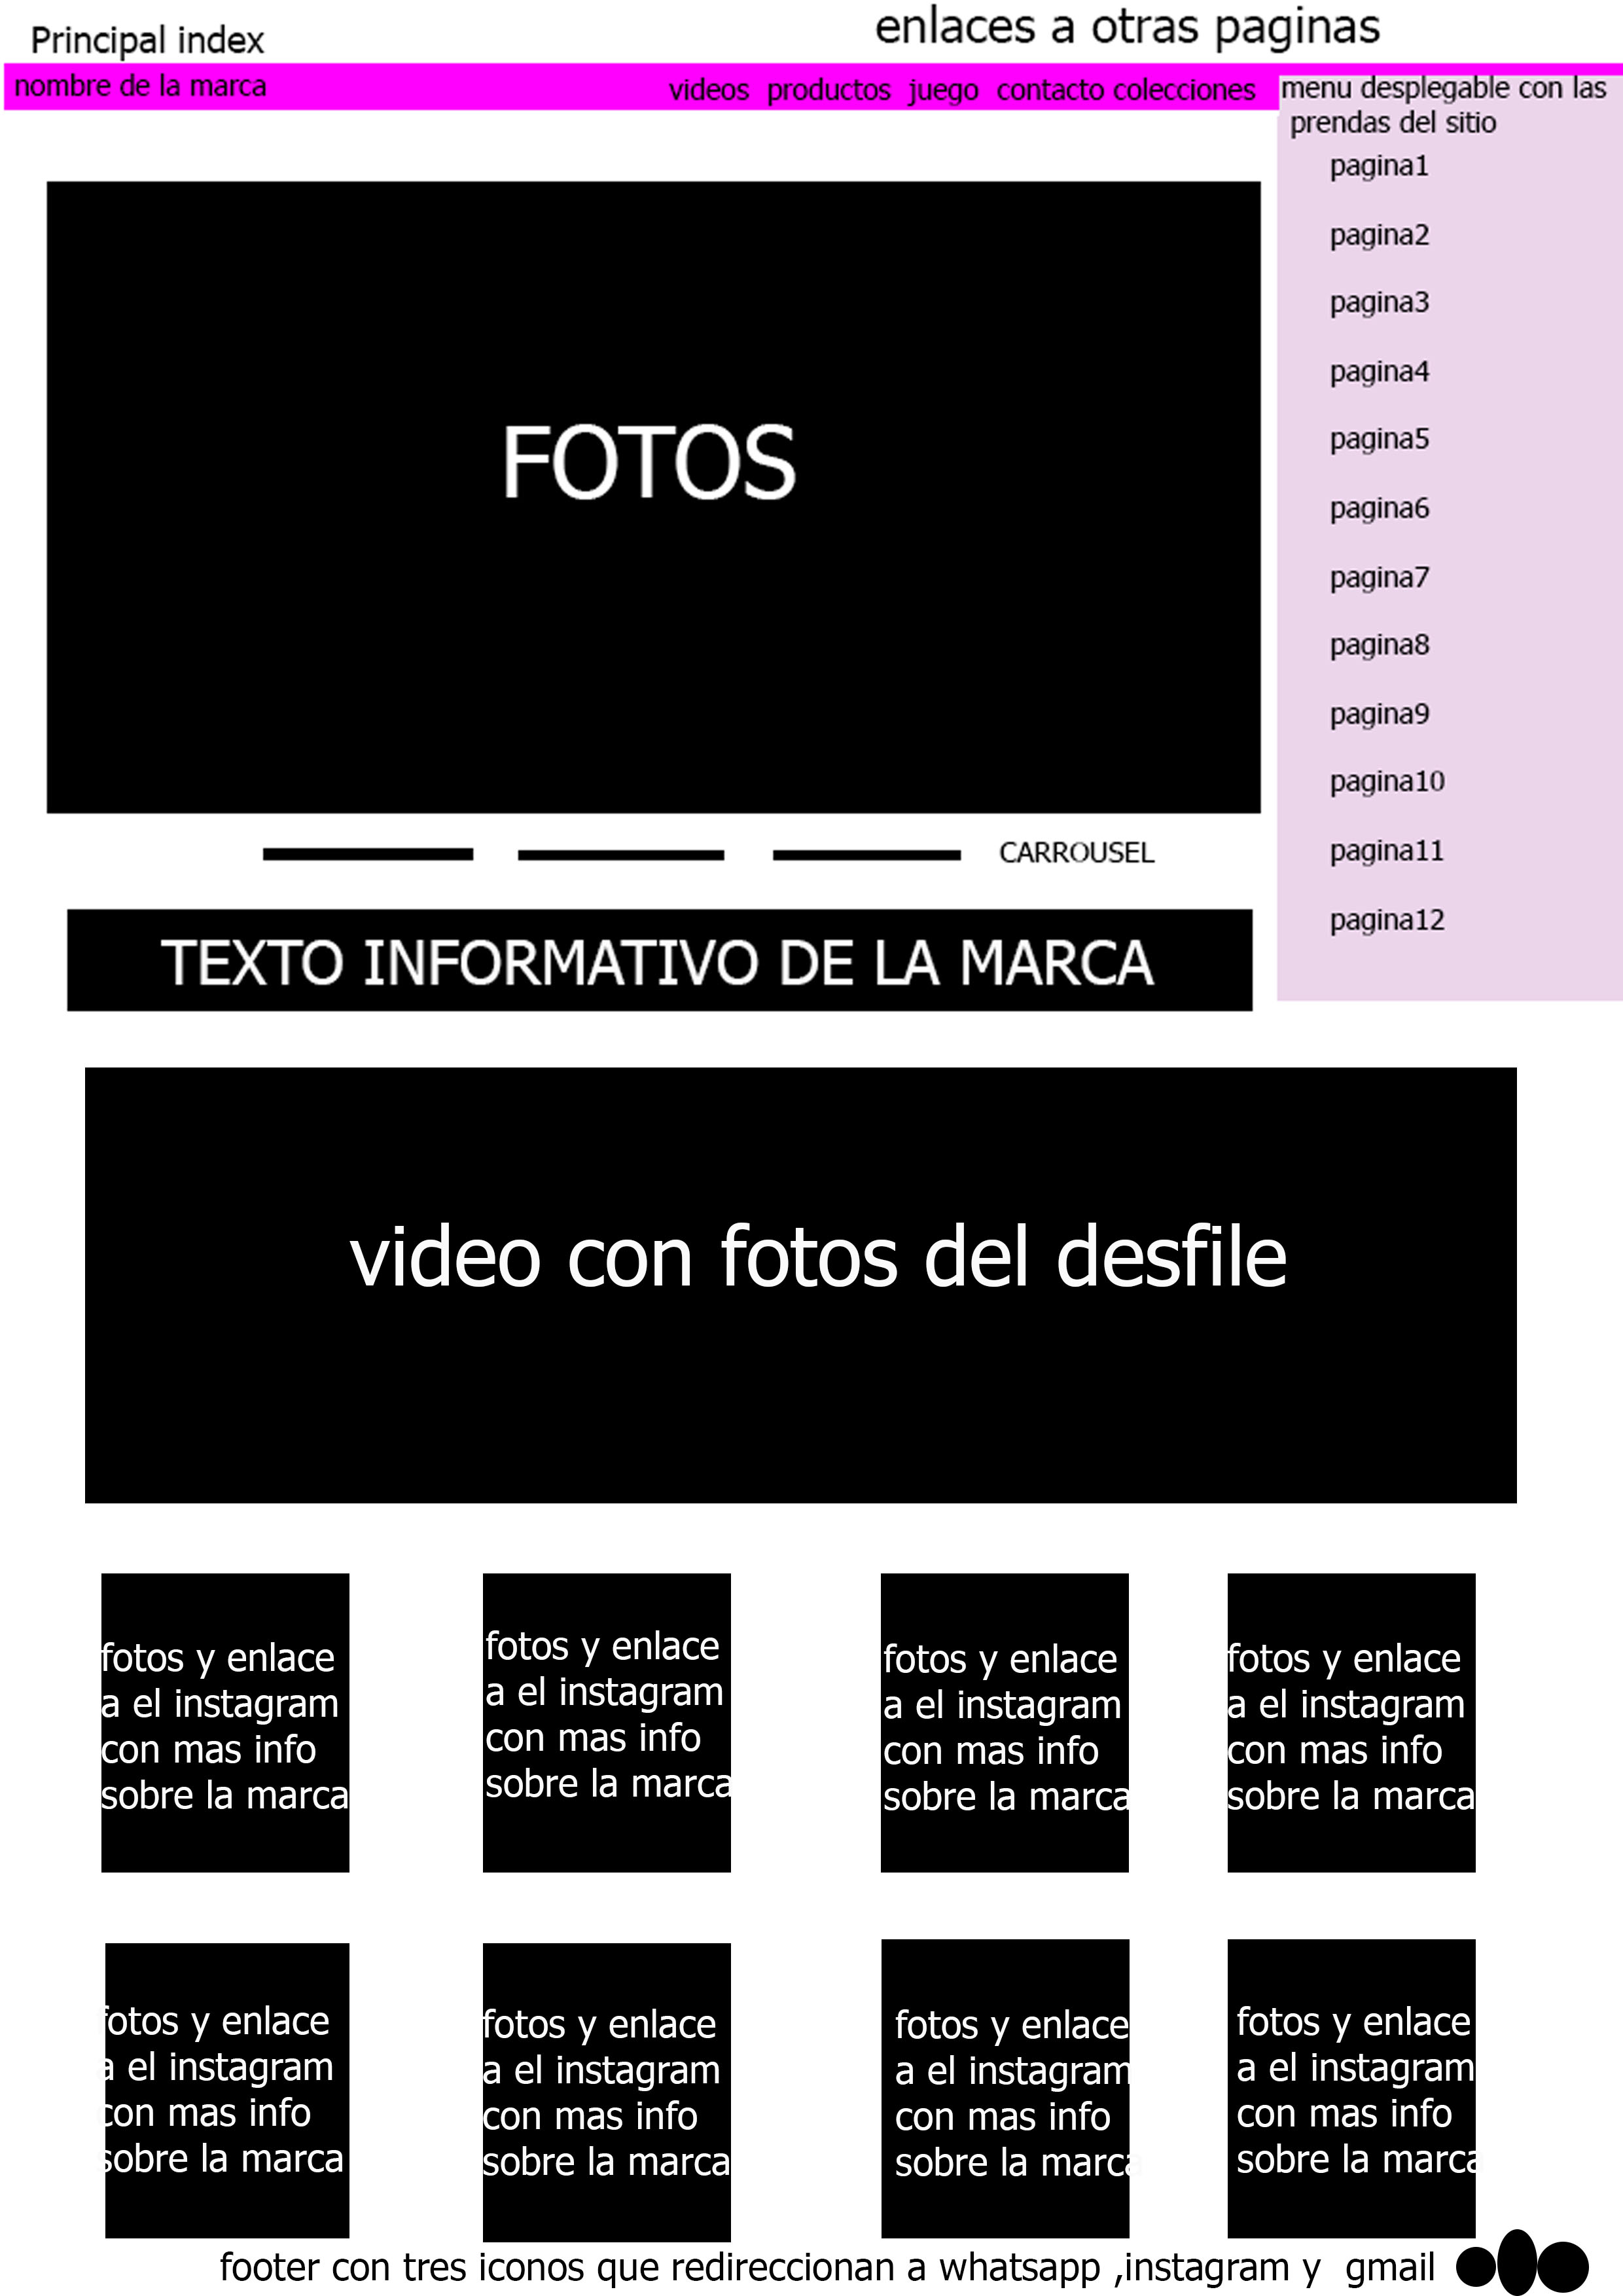 Principal index
enlaces a otras paginas
nombre de la marca
videos productos juego contacto colecciones
menu desplegable con las
prendas del sitio
pagina1
pagina2
pagina3
pagina4
pagina5
pagina6
pagina7
pagina8
pagina9
pagina10
pagina11
pagina12
FOTOS
CARROUSEL
TEXTO INFORMATIVO DE LA MARCA
video con fotos del desfile
fotos y enlace
a el instagram
con mas info
sobre la marca
fotos y enlace
a el instagram
con mas info
sobre la marca
fotos y enlace
a el instagram
con mas info
sobre la marca
fotos y enlace
a el instagram
con mas info
sobre la marca
fotos y enlace
a el instagram
con mas info
sobre la marca
fotos y enlace
a el instagram
con mas info
sobre la marca
fotos y enlace
a el instagram
con mas info
sobre la marca
fotos y enlace
a el instagram
con mas info
sobre la marca
footer con tres iconos que redireccionan a whatsapp ,instagram y gmail